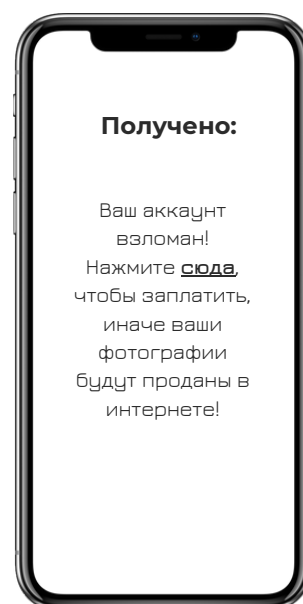 Получено:
Ваш аккаунт
взломан!
Нажмите сюда,
чтобы заплатить,
иначе ваши
фотографии
будут проданы в
интернете!